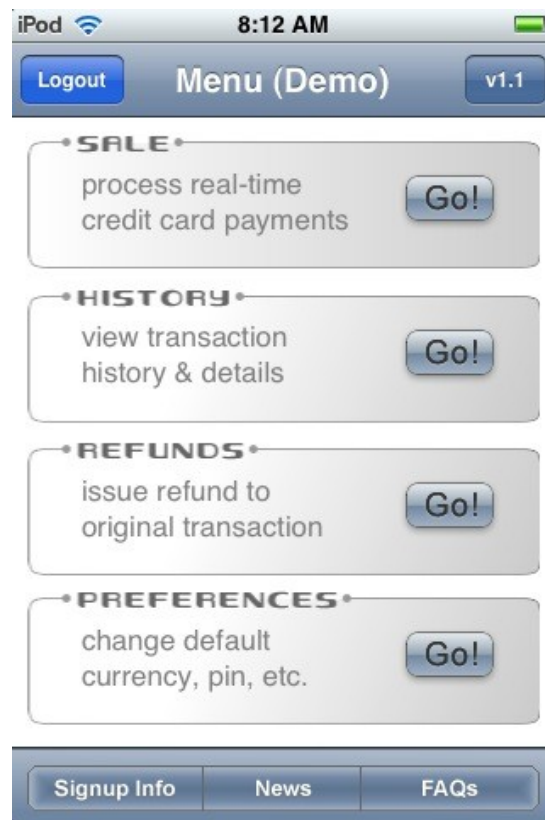 iPod 8:12 AM
Logout Menu (Demo) v1.1
SALE
process real-time
credit card payments
Go!
HISTORY
view transaction
history & details
Go!
REFUNDS
issue refund to
original transaction
Go!
PREFERENCES
change default
currency, pin, etc.
Go!
Signup Info News FAQs